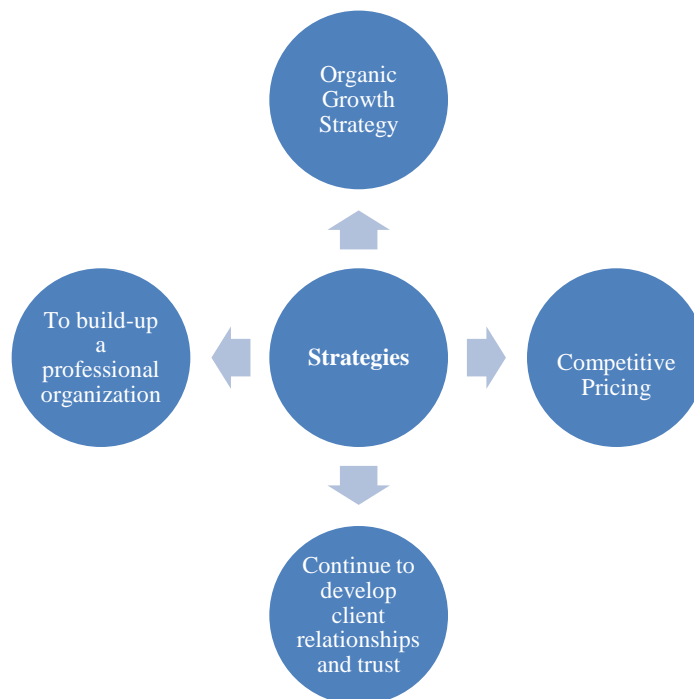 Organic
Growth
Strategy
To build-up
a
professional
organization
Strategies
Competitive
Pricing
Continue to
develop
client
relationships
and trust